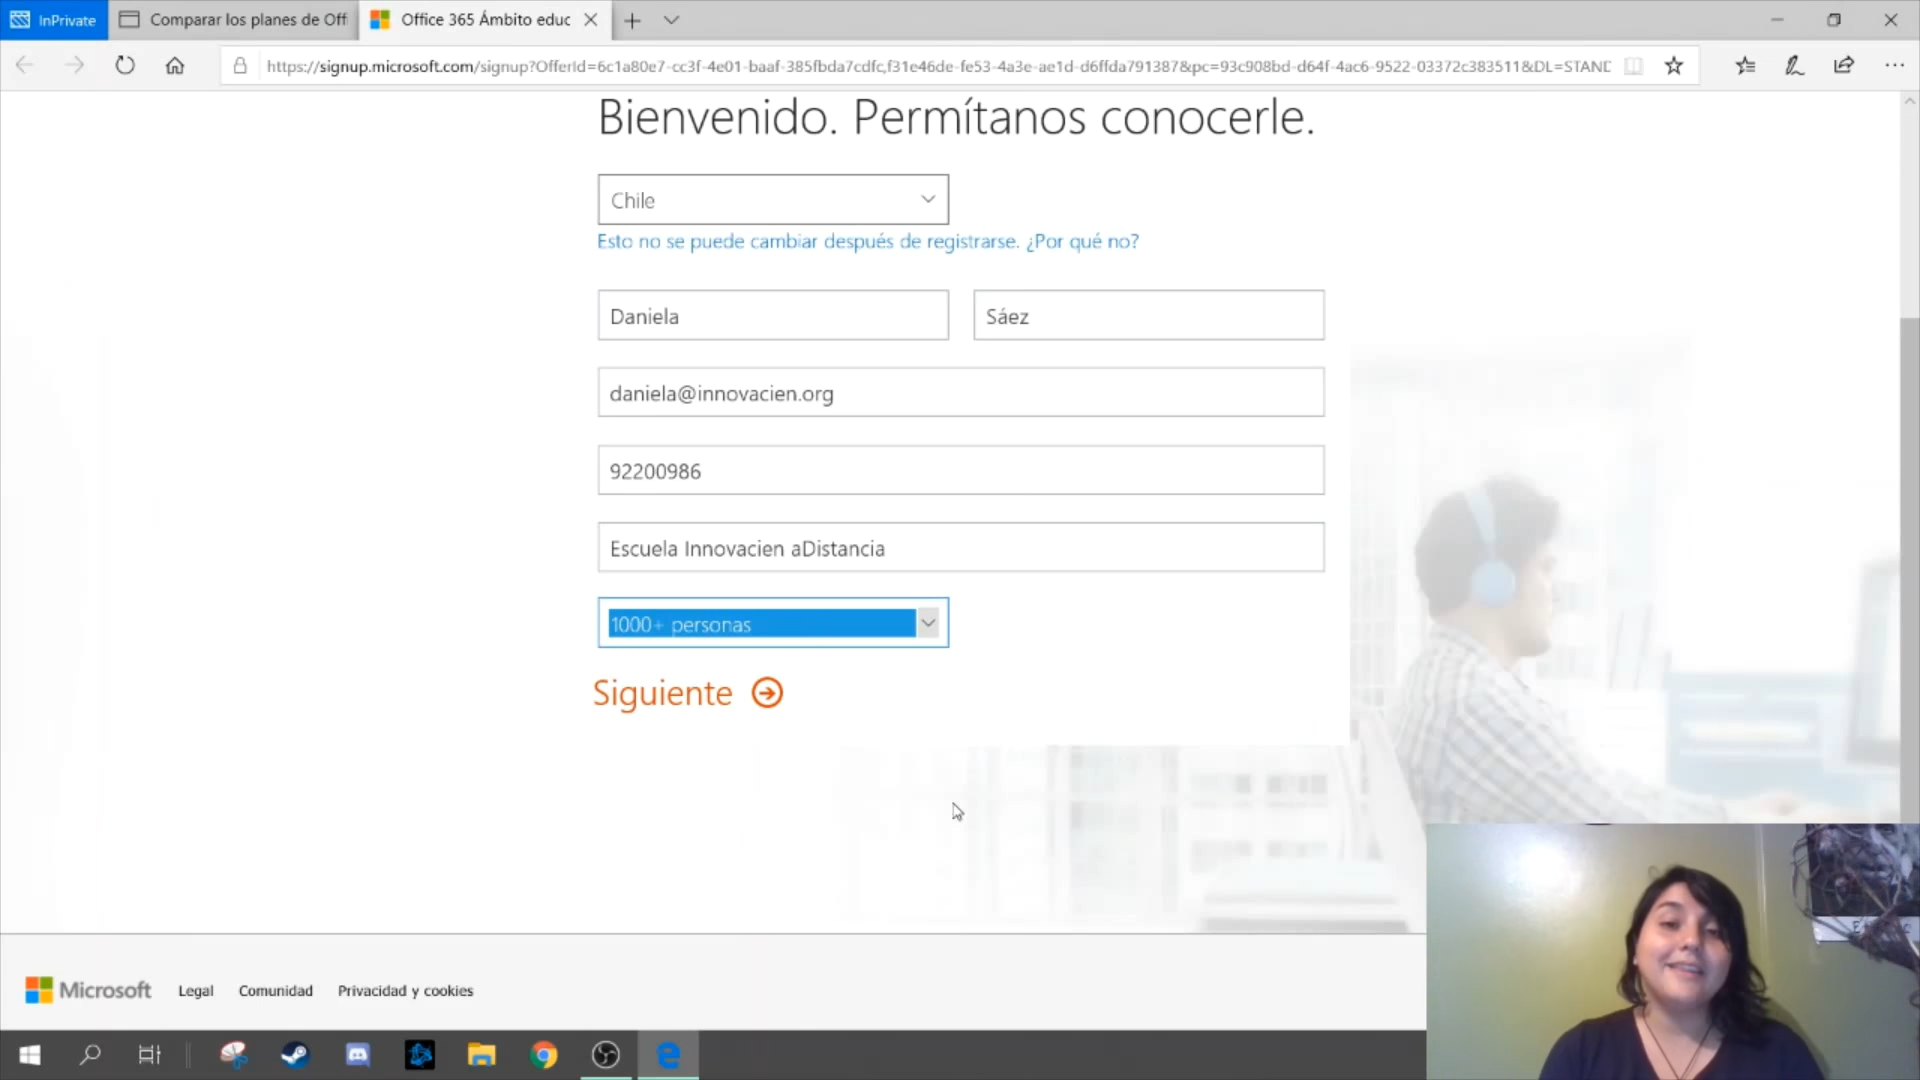 InPrivate
Comparar los planes de Off
Office 365 Ámbito educ
https://signup.microsoft.com/signup?OfferId=6c1a80e7-cc3f-4e01-baaf-385fbda7cdfc,f31e46de-fe53-4a3e-ae1d-d6ffda791387&pc=93c908bd-d64f-4ac6-9522-03372c383511&DL=STAND
Bienvenido. Permítanos conocerle.
Chile
Esto no se puede cambiar después de registrarse. ¿Por qué no?
Daniela
Sáez
daniela@innovacien.org
92200986
Escuela Innovacien aDistancia
1000+ personas
Siguiente
Microsoft
Legal
Comunidad
Privacidad y cookies